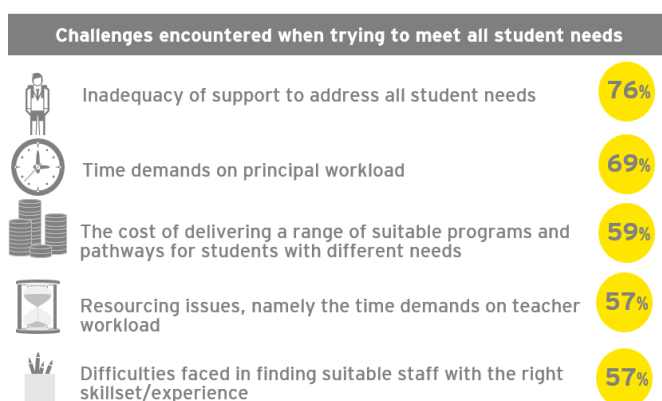 Challenges encountered when trying to meet all student needs
Inadequacy of support to address all student needs
76%
Time demands on principal workload
69%
The cost of delivering a range of suitable programs and
pathways for students with different needs
59%
Resourcing issues, namely the time demands on teacher
workload
57%
Difficulties faced in finding suitable staff with the right
skillset/experience
57%